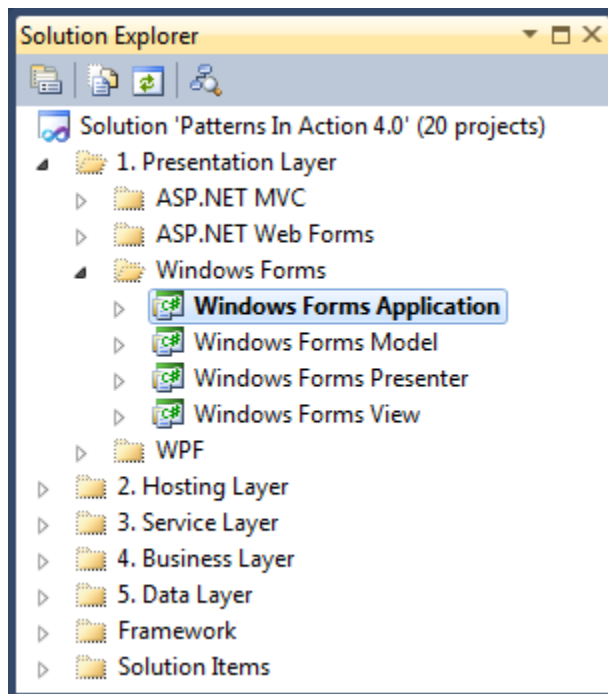 Solution Explorer
Solution 'Patterns In Action 4.0' (20 projects)
1. Presentation Layer
ASP.NET MVC
ASP.NET Web Forms
Windows Forms
Windows Forms Application
Windows Forms Model
Windows Forms Presenter
Windows Forms View
WPF
2. Hosting Layer
3. Service Layer
4. Business Layer
5. Data Layer
Framework
Solution Items